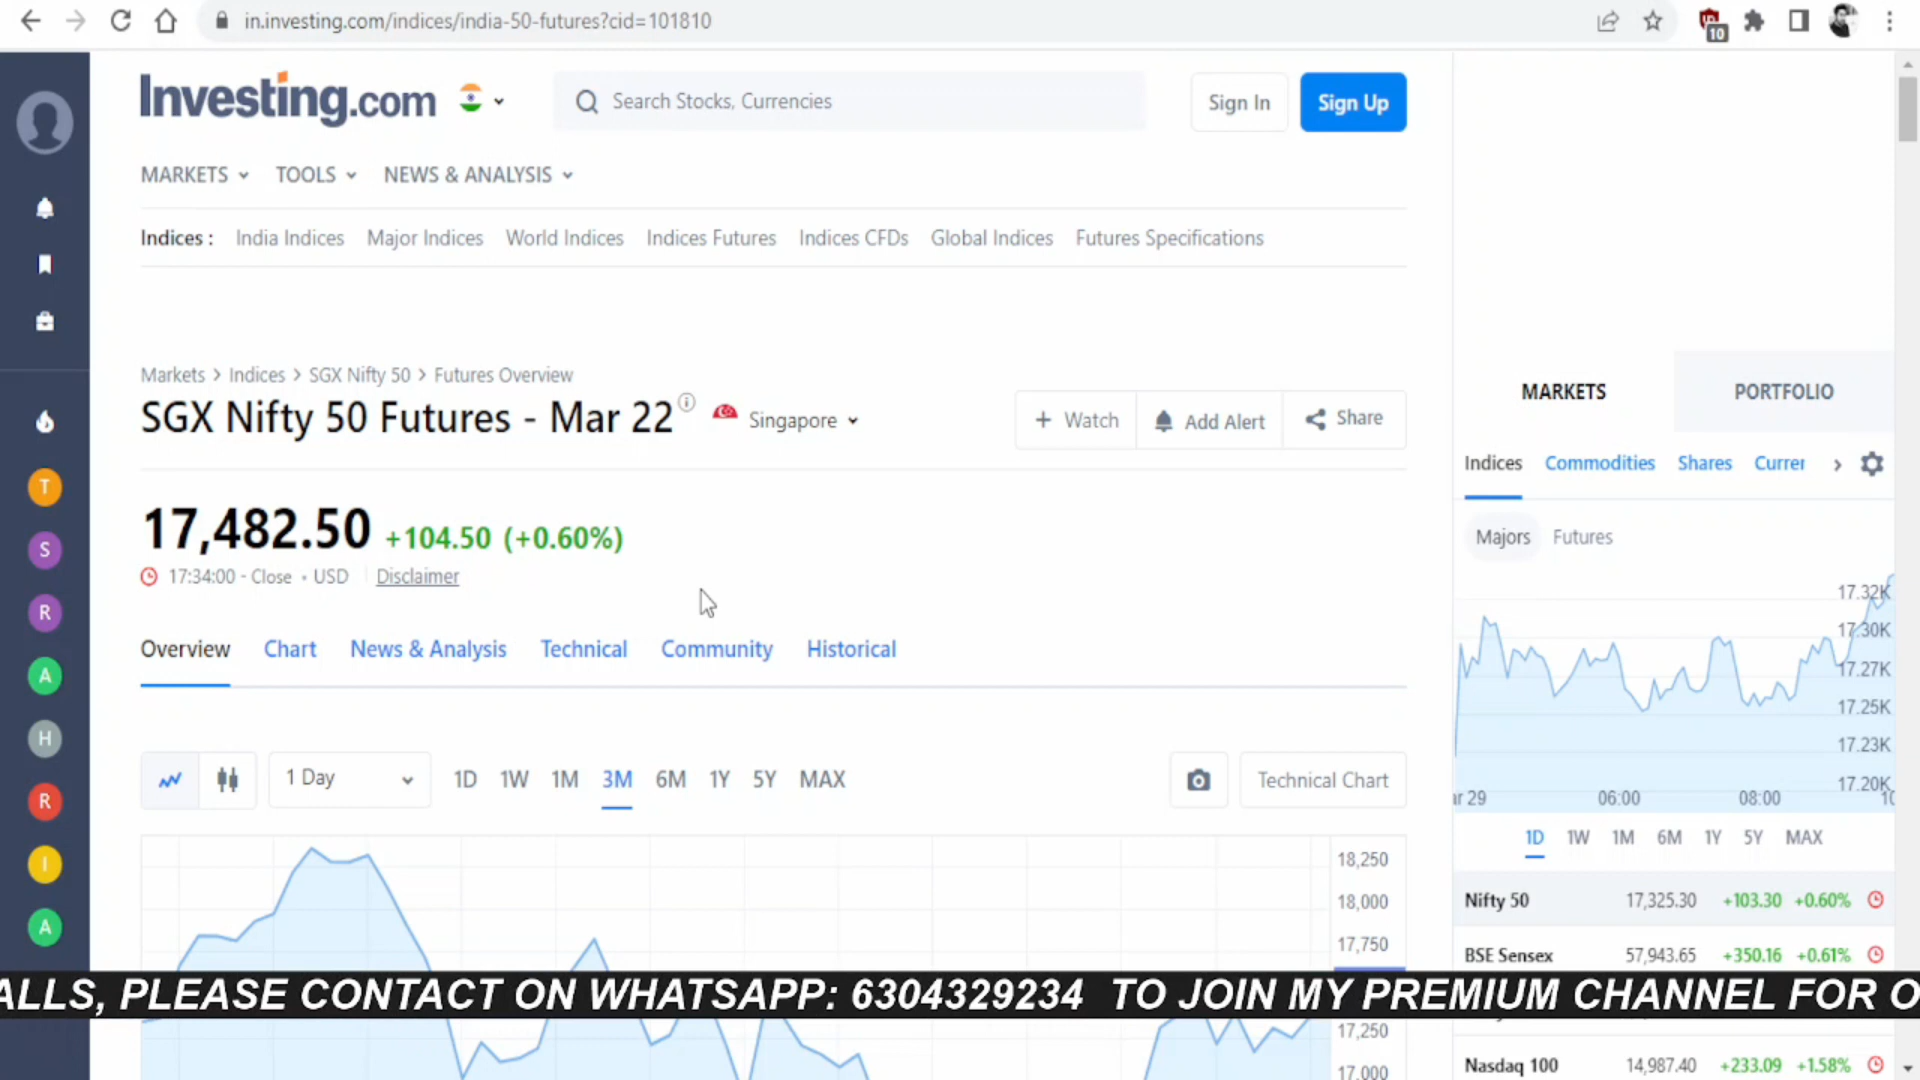 in.investing.com/indices/india-50-futures?cid=101810
10
Investing.com
Search Stocks, Currencies
Sign In
Sign Up
MARKETS TOOLS NEWS & ANALYSIS
Indices : India Indices Major Indices World Indices Indices Futures Indices CFDs Global Indices Futures Specifications
Markets > Indices > SGX Nifty 50 > Futures Overview
SGX Nifty 50 Futures - Mar 22
Singapore
+ Watch
Add Alert
Share
17,482.50 +104.50 (+0.60%)
17:34:00 - Close • USD Disclaimer
Overview Chart News & Analysis Technical Community Historical
1 Day
1D 1W 1M 3M 6M 1Y 5Y MAX
Technical Chart
18,250
18,000
17,750
17,250
17,000
T
S
R
A
H
R
I
A
MARKETS PORTFOLIO
Indices Commodities Shares Currer
Majors Futures
17.32K
17.30K
17.27K
17.25K
17.23K
17.20K
ar 29 06:00 08:00 10
1D 1W 1M 6M 1Y 5Y MAX
Nifty 50 17,325.30 +103.30 +0.60%
BSE Sensex 57,943.65 +350.16 +0.61%
Nasdaq 100 14,987.40 +233.09 +1.58%
ALLS, PLEASE CONTACT ON WHATSAPP: 6304329234 TO JOIN MY PREMIUM CHANNEL FOR O